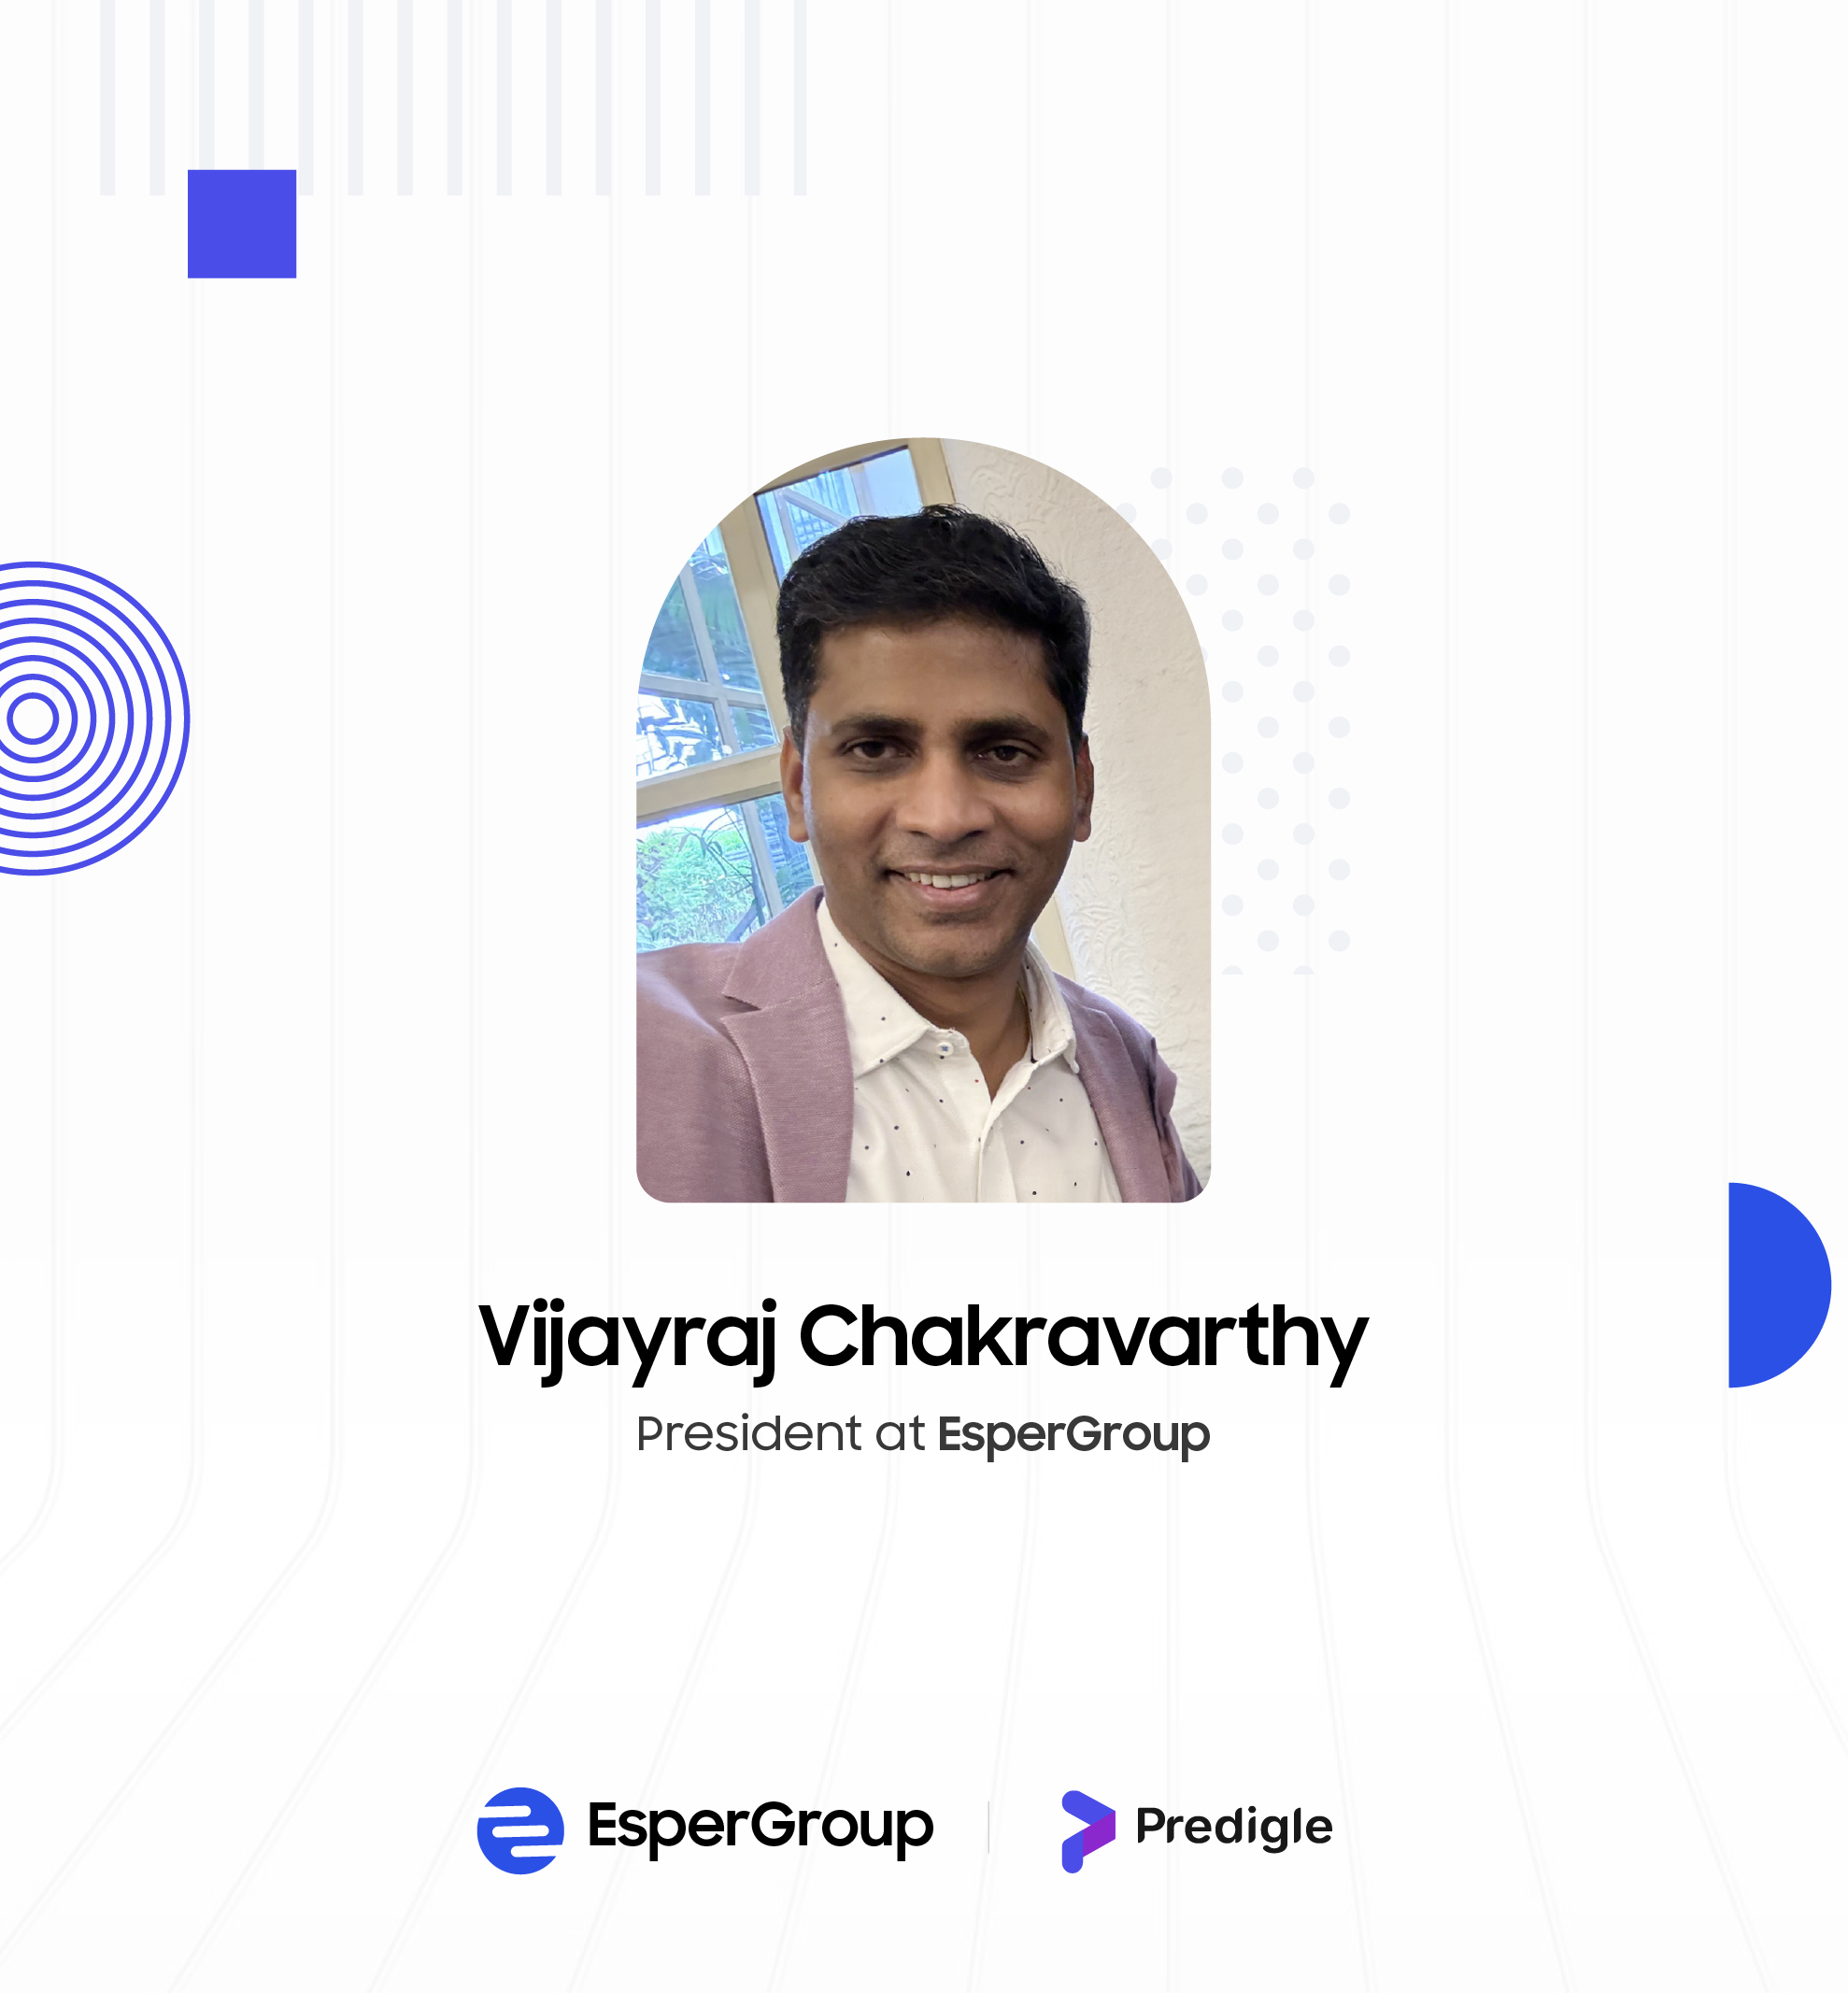 Vijayraj Chakravarthy
President at EsperGroup
EsperGroup
Predigle